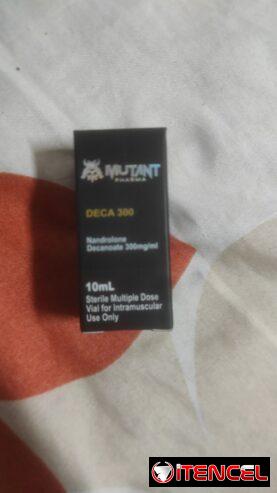 MUTANT
PHARMA
DECA 300
Nandrolone
Decanoate 300mg/ml
10mL
Sterile Multiple Dose
Vial for intramuscular
Use Only
iTENCEL